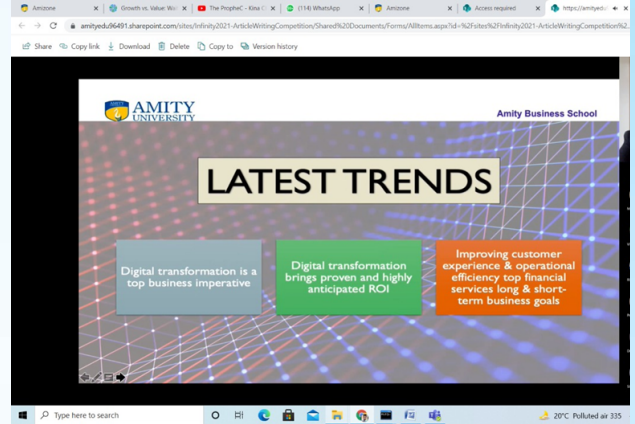 Amizone
Growth vs. Value: Wa
The PropheC - Kina C
(114) WhatsApp
Amizone
Access required
https://amityedu
amityedu96491.sharepoint.com/sites/Infinity2021-ArticleWritingCompetition/Shared%20Documents/Forms/AllItems.aspx?id=%2Fsites%2FInfinity2021-ArticleWritingCompetition%2
Share Copy link Download Delete Copy to Version history
AMITY
UNIVERSITY
Amity Business School
LATEST TRENDS
Digital transformation is a
top business imperative
Digital transformation
brings proven and highly
anticipated ROI
Improving customer
experience & operational
efficiency top financial
services long & short-
term business goals
Type here to search
20°C Polluted air 335